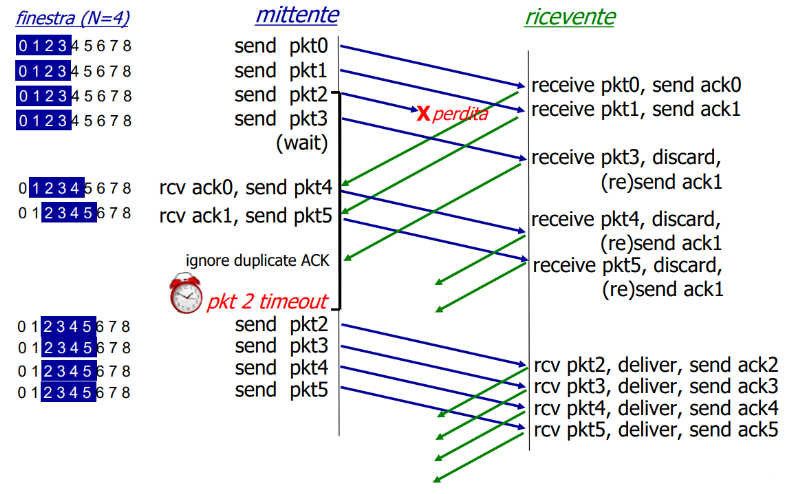 finestra (N=4) mittente ricevente
0 1 2 3 4 5 6 7 8 send pkt0
0 1 2 3 4 5 6 7 8 send pkt1
receive pkt0, send ack0
0 1 2 3 4 5 6 7 8 send pkt2
receive pkt1, send ack1
X perdita
0 1 2 3 4 5 6 7 8 send pkt3
(wait)
receive pkt3, discard,
(re)send ack1
0 1 2 3 4 5 6 7 8 rcv ack0, send pkt4
0 1 2 3 4 5 6 7 8 rcv ack1, send pkt5
receive pkt4, discard,
(re)send ack1
ignore duplicate ACK
receive pkt5, discard,
(re)send ack1
pkt 2 timeout
0 1 2 3 4 5 6 7 8 send pkt2
0 1 2 3 4 5 6 7 8 send pkt3
0 1 2 3 4 5 6 7 8 send pkt4
0 1 2 3 4 5 6 7 8 send pkt5
rcv pkt2, deliver, send ack2
rcv pkt3, deliver, send ack3
rcv pkt4, deliver, send ack4
rcv pkt5, deliver, send ack5